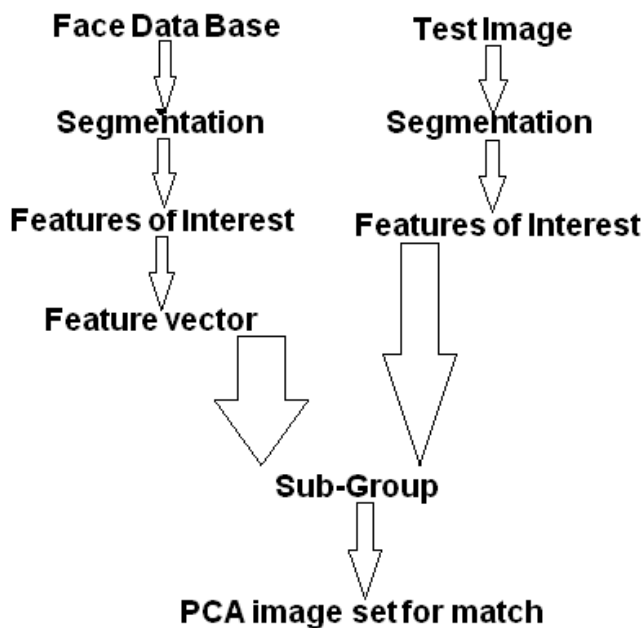 Face Data Base
Test Image
Segmentation
Segmentation
Features of Interest
Features of Interest
Feature vector
Sub-Group
PCA image set for match